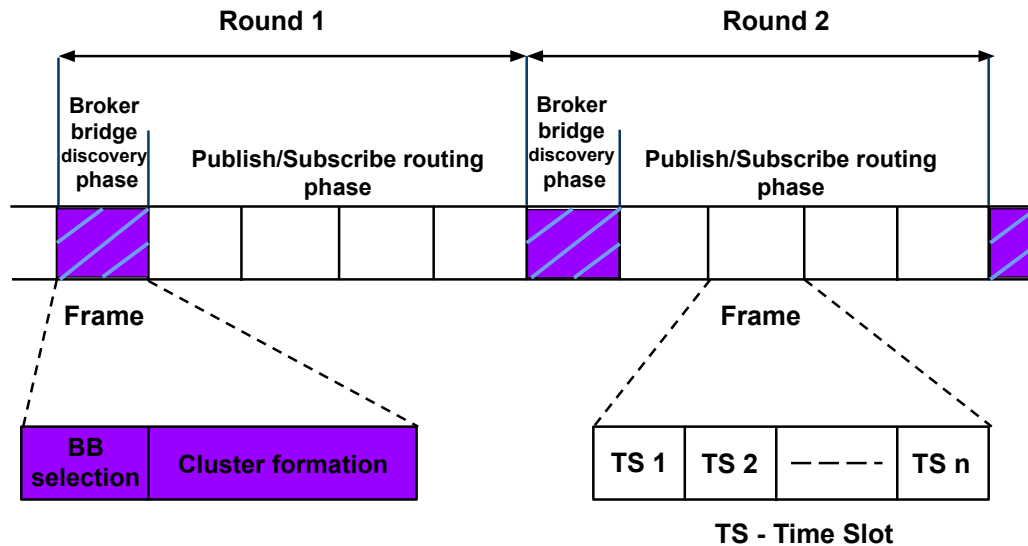 Round 1
Round 2
Broker
bridge
discovery
phase
Publish/Subscribe routing
phase
Broker
bridge
discovery
phase
Publish/Subscribe routing
phase
Frame
Frame
BB
selection
Cluster formation
TS 1
TS 2
TS n
TS - Time Slot